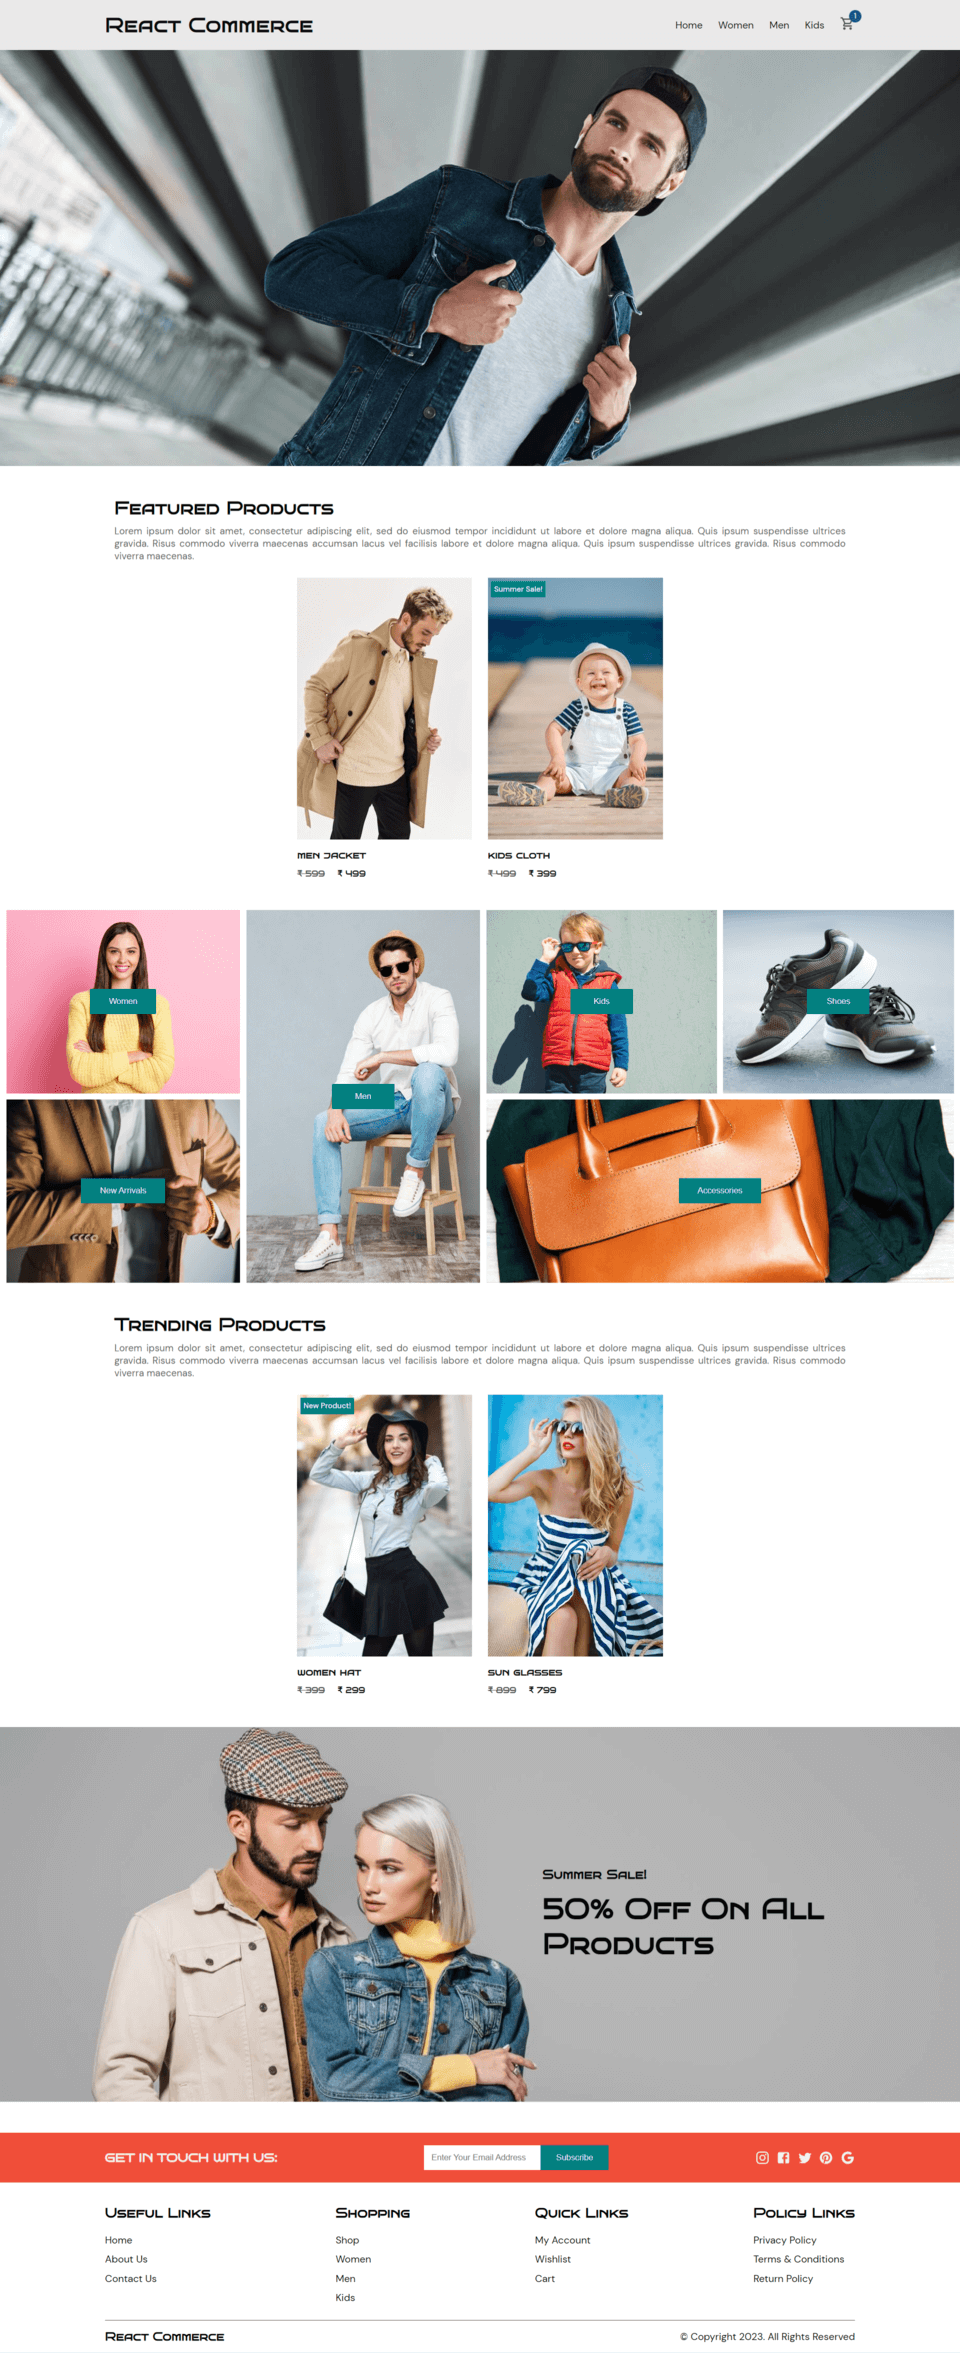 React Commerce
Home Women Men Kids 1
Featured Products
Lorem ipsum dolor sit amet, consectetur adipiscing elit, sed do eiusmod tempor incididunt ut labore et dolore magna aliqua. Quis ipsum suspendisse ultrices
gravida. Risus commodo viverra maecenas accumsan lacus vel facilisis labore et dolore magna aliqua. Quis ipsum suspendisse ultrices gravida. Risus commodo
viverra maecenas.
Summer Sale!
MEN JACKET
₹ 599 ₹ 499
KIDS CLOTH
₹ 499 ₹ 399
Women
Men
Kids
Shoes
New Arrivals
Accessories
Trending Products
Lorem ipsum dolor sit amet, consectetur adipiscing elit, sed do eiusmod tempor incididunt ut labore et dolore magna aliqua. Quis ipsum suspendisse ultrices
gravida. Risus commodo viverra maecenas accumsan lacus vel facilisis labore et dolore magna aliqua. Quis ipsum suspendisse ultrices gravida. Risus commodo
viverra maecenas.
New Product!
WOMEN HAT
₹ 399 ₹ 299
SUN GLASSES
₹ 899 ₹ 799
Summer Sale!
50% Off On All
Products
GET IN TOUCH WITH US:
Enter Your Email Address
Subscribe
Useful Links
Home
About Us
Contact Us
Shopping
Shop
Women
Men
Kids
Quick Links
My Account
Wishlist
Cart
Policy Links
Privacy Policy
Terms & Conditions
Return Policy
React Commerce
© Copyright 2023. All Rights Reserved